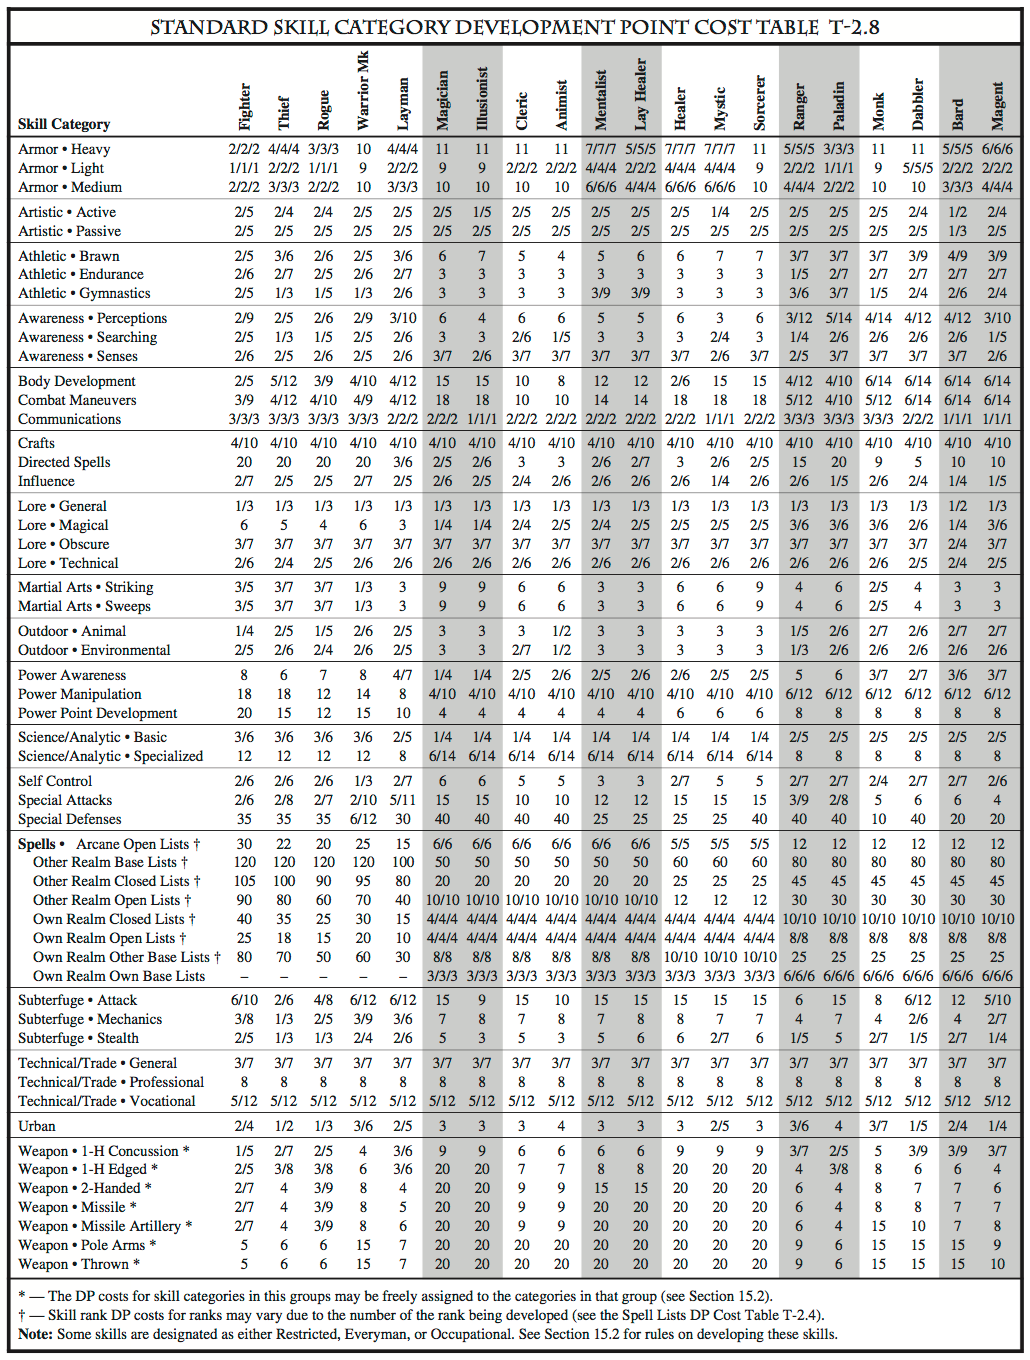 STANDARD SKILL CATEGORY DEVELOPMENT POINT COST TABLE T-2.8
Skill Category Fighter Thief Rogue Warrior Mk Layman Magician Illusionist Cleric Animist Mentalist Lay Healer Healer Mystic Sorcerer Ranger Paladin Monk Dabbler Bard Magent
Armor • Heavy 2/2/2 4/4/4 3/3/3 10 4/4/4 11 11 11 11 7/7/7 5/5/5 7/7/7 7/7/7 11 5/5/5 3/3/3 11 11 5/5/5 6/6/6
Armor • Light 1/1/1 2/2/2 1/1/1 9 2/2/2 9 9 2/2/2 2/2/2 4/4/4 2/2/2 4/4/4 4/4/4 9 2/2/2 1/1/1 9 5/5/5 2/2/2 2/2/2
Armor • Medium 2/2/2 3/3/3 2/2/2 10 3/3/3 10 10 10 10 6/6/6 4/4/4 6/6/6 6/6/6 10 4/4/4 2/2/2 10 10 3/3/3 4/4/4
Artistic • Active 2/5 2/4 2/4 2/5 2/5 2/5 1/5 2/5 2/5 2/5 2/5 2/5 1/4 2/5 2/5 2/5 2/5 2/4 1/2 2/4
Artistic • Passive 2/5 2/5 2/5 2/5 2/5 2/5 2/5 2/5 2/5 2/5 2/5 2/5 2/5 2/5 2/5 2/5 2/5 2/5 1/3 2/5
Athletic • Brawn 2/5 3/6 2/6 2/5 3/6 6 7 5 4 5 6 6 7 7 3/7 3/7 3/7 3/9 4/9 3/9
Athletic • Endurance 2/6 2/7 2/5 2/6 2/7 3 3 3 3 3 3 3 3 3 1/5 2/7 2/7 2/7 2/7 2/7
Athletic • Gymnastics 2/5 1/3 1/5 1/3 2/6 3 3 3 3 3/9 3/9 3 3 3 3/6 3/7 1/5 2/4 2/6 2/4
Awareness • Perceptions 2/9 2/5 2/6 2/9 3/10 6 4 6 6 5 5 6 3 6 3/12 5/14 4/14 4/12 4/12 3/10
Awareness • Searching 2/5 1/3 1/5 2/5 2/6 3 3 2/6 1/5 3 3 3 2/4 3 1/4 2/6 2/6 2/6 2/6 1/5
Awareness • Senses 2/6 2/5 2/6 2/5 2/6 3/7 2/6 3/7 3/7 3/7 3/7 3/7 2/6 3/7 2/5 3/7 3/7 3/7 3/7 2/6
Body Development 2/5 5/12 3/9 4/10 4/12 15 15 10 8 12 12 2/6 15 15 4/12 4/10 6/14 6/14 6/14 6/14
Combat Maneuvers 3/9 4/12 4/10 4/9 4/12 18 18 10 10 14 14 18 18 18 5/12 4/10 5/12 6/14 6/14 6/14
Communications 3/3/3 3/3/3 3/3/3 3/3/3 2/2/2 2/2/2 1/1/1 2/2/2 2/2/2 2/2/2 2/2/2 2/2/2 1/1/1 2/2/2 3/3/3 3/3/3 3/3/3 2/2/2 1/1/1 1/1/1
Crafts 4/10 4/10 4/10 4/10 4/10 4/10 4/10 4/10 4/10 4/10 4/10 4/10 4/10 4/10 4/10 4/10 4/10 4/10 4/10 4/10
Directed Spells 20 20 20 20 3/6 2/5 2/6 3 3 2/6 2/7 3 2/6 2/5 15 20 9 5 10 10
Influence 2/7 2/5 2/5 2/7 2/5 2/6 2/5 2/4 2/6 2/6 2/6 2/6 1/4 2/6 2/6 1/5 2/6 2/4 1/4 1/5
Lore • General 1/3 1/3 1/3 1/3 1/3 1/3 1/3 1/3 1/3 1/3 1/3 1/3 1/3 1/3 1/3 1/3 1/3 1/3 1/2 1/3
Lore • Magical 6 5 4 6 3 1/4 1/4 2/4 2/5 2/4 2/5 2/5 2/5 2/5 3/6 3/6 3/6 2/6 1/4 3/6
Lore • Obscure 3/7 3/7 3/7 3/7 3/7 3/7 3/7 3/7 3/7 3/7 3/7 3/7 3/7 3/7 3/7 3/7 3/7 3/7 2/4 3/7
Lore • Technical 2/6 2/4 2/5 2/6 2/6 2/6 2/6 2/6 2/6 2/6 2/6 2/6 2/6 2/6 2/6 2/6 2/6 2/6 2/4 2/5
Martial Arts • Striking 3/5 3/7 3/7 1/3 3 9 9 6 6 3 3 6 6 9 4 6 2/5 4 3 3
Martial Arts • Sweeps 3/5 3/7 3/7 1/3 3 9 9 6 6 3 3 6 6 9 4 6 2/5 4 3 3
Outdoor • Animal 1/4 2/5 1/5 2/6 2/5 3 3 3 1/2 3 3 3 3 3 1/5 2/6 2/7 2/6 2/7 2/7
Outdoor • Environmental 2/5 2/6 2/4 2/6 2/5 3 3 2/7 1/2 3 3 3 3 3 1/3 2/6 2/6 2/6 2/6 2/6
Power Awareness 8 6 7 8 4/7 1/4 1/4 2/5 2/6 2/5 2/6 2/6 2/5 2/5 5 6 3/7 2/7 3/6 3/7
Power Manipulation 18 18 12 14 8 4/10 4/10 4/10 4/10 4/10 4/10 4/10 4/10 4/10 6/12 6/12 6/12 6/12 6/12 6/12
Power Point Development 20 15 12 15 10 4 4 4 4 4 4 6 6 6 8 8 8 8 8 8
Science/Analytic • Basic 3/6 3/6 3/6 3/6 2/5 1/4 1/4 1/4 1/4 1/4 1/4 1/4 1/4 1/4 2/5 2/5 2/5 2/5 2/5 2/5
Science/Analytic • Specialized 12 12 12 12 8 6/14 6/14 6/14 6/14 6/14 6/14 6/14 6/14 6/14 8 8 8 8 8 8
Self Control 2/6 2/6 2/6 1/3 2/7 6 6 5 5 3 3 2/7 5 5 2/7 2/7 2/4 2/7 2/7 2/6
Special Attacks 2/6 2/8 2/7 2/10 5/11 15 15 10 10 12 12 15 15 15 3/9 2/8 5 6 6 4
Special Defenses 35 35 35 6/12 30 40 40 40 40 25 25 25 25 40 40 40 10 40 20 20
Spells • Arcane Open Lists † 30 22 20 25 15 6/6 6/6 6/6 6/6 6/6 6/6 5/5 5/5 5/5 12 12 12 12 12 12
Other Realm Base Lists † 120 120 120 120 100 50 50 50 50 50 50 60 60 60 80 80 80 80 80 80
Other Realm Closed Lists † 105 100 90 95 80 20 20 20 20 20 20 25 25 25 45 45 45 45 45 45
Other Realm Open Lists † 90 80 60 70 40 10/10 10/10 10/10 10/10 10/10 10/10 12 12 12 30 30 30 30 30 30
Own Realm Closed Lists † 40 35 25 30 15 4/4/4 4/4/4 4/4/4 4/4/4 4/4/4 4/4/4 4/4/4 4/4/4 4/4/4 10/10 10/10 10/10 10/10 10/10 10/10
Own Realm Open Lists † 25 18 15 20 10 4/4/4 4/4/4 4/4/4 4/4/4 4/4/4 4/4/4 4/4/4 4/4/4 4/4/4 8/8 8/8 8/8 8/8 8/8 8/8
Own Realm Other Base Lists † 80 70 50 60 30 8/8 8/8 8/8 8/8 8/8 8/8 10/10 10/10 10/10 25 25 25 25 25 25
Own Realm Own Base Lists – – – – – 3/3/3 3/3/3 3/3/3 3/3/3 3/3/3 3/3/3 3/3/3 3/3/3 3/3/3 6/6/6 6/6/6 6/6/6 6/6/6 6/6/6 6/6/6
Subterfuge • Attack 6/10 2/6 4/8 6/12 6/12 15 9 15 10 15 15 15 15 15 6 15 8 6/12 12 5/10
Subterfuge • Mechanics 3/8 1/3 2/5 3/9 3/6 7 8 7 8 7 8 8 7 7 4 7 4 2/6 4 2/7
Subterfuge • Stealth 2/5 1/3 1/3 2/4 2/6 5 3 5 3 5 6 6 2/7 6 1/5 5 2/7 1/5 2/7 1/4
Technical/Trade • General 3/7 3/7 3/7 3/7 3/7 3/7 3/7 3/7 3/7 3/7 3/7 3/7 3/7 3/7 3/7 3/7 3/7 3/7 3/7 3/7
Technical/Trade • Professional 8 8 8 8 8 8 8 8 8 8 8 8 8 8 8 8 8 8 8 8
Technical/Trade • Vocational 5/12 5/12 5/12 5/12 5/12 5/12 5/12 5/12 5/12 5/12 5/12 5/12 5/12 5/12 5/12 5/12 5/12 5/12 5/12 5/12
Urban 2/4 1/2 1/3 3/6 2/5 3 3 3 4 3 3 3 2/5 3 3/6 4 3/7 1/5 2/4 1/4
Weapon • 1-H Concussion * 1/5 2/7 2/5 4 3/6 9 9 6 6 6 6 9 9 9 3/7 2/5 5 3/9 3/9 3/7
Weapon • 1-H Edged * 2/5 3/8 3/8 6 3/6 20 20 7 7 8 8 20 20 20 4 3/8 8 6 6 4
Weapon • 2-Handed * 2/7 4 3/9 8 4 20 20 9 9 15 15 20 20 20 6 4 8 7 7 6
Weapon • Missile * 2/7 4 3/9 8 5 20 20 9 9 20 20 20 20 20 6 4 8 8 7 7
Weapon • Missile Artillery * 2/7 4 3/9 8 6 20 20 9 9 20 20 20 20 20 6 4 15 10 7 8
Weapon • Pole Arms * 5 6 6 15 7 20 20 20 20 20 20 20 20 20 9 6 15 15 15 9
Weapon • Thrown * 5 6 6 15 7 20 20 20 20 20 20 20 20 20 9 6 15 15 15 10
* — The DP costs for skill categories in this groups may be freely assigned to the categories in that group (see Section 15.2).
† — Skill rank DP costs for ranks may vary due to the number of the rank being developed (see the Spell Lists DP Cost Table T-2.4).
Note: Some skills are designated as either Restricted, Everyman, or Occupational. See Section 15.2 for rules on developing these skills.